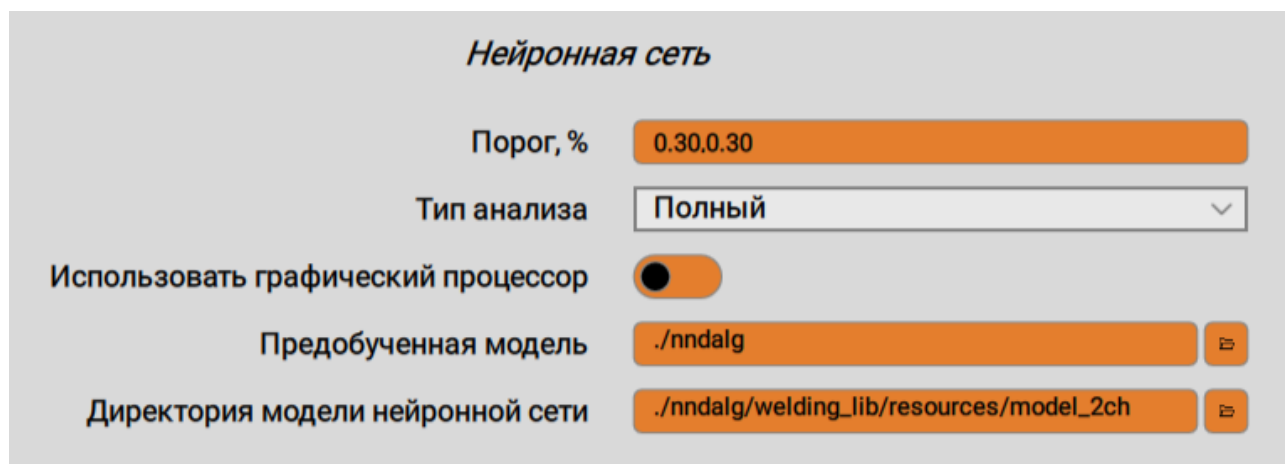 Нейронная сеть
Порог, % 0.30,0.30
Тип анализа Полный
Использовать графический процессор
Предобученная модель ./nndalg
Директория модели нейронной сети ./nndalg/welding_lib/resources/model_2ch